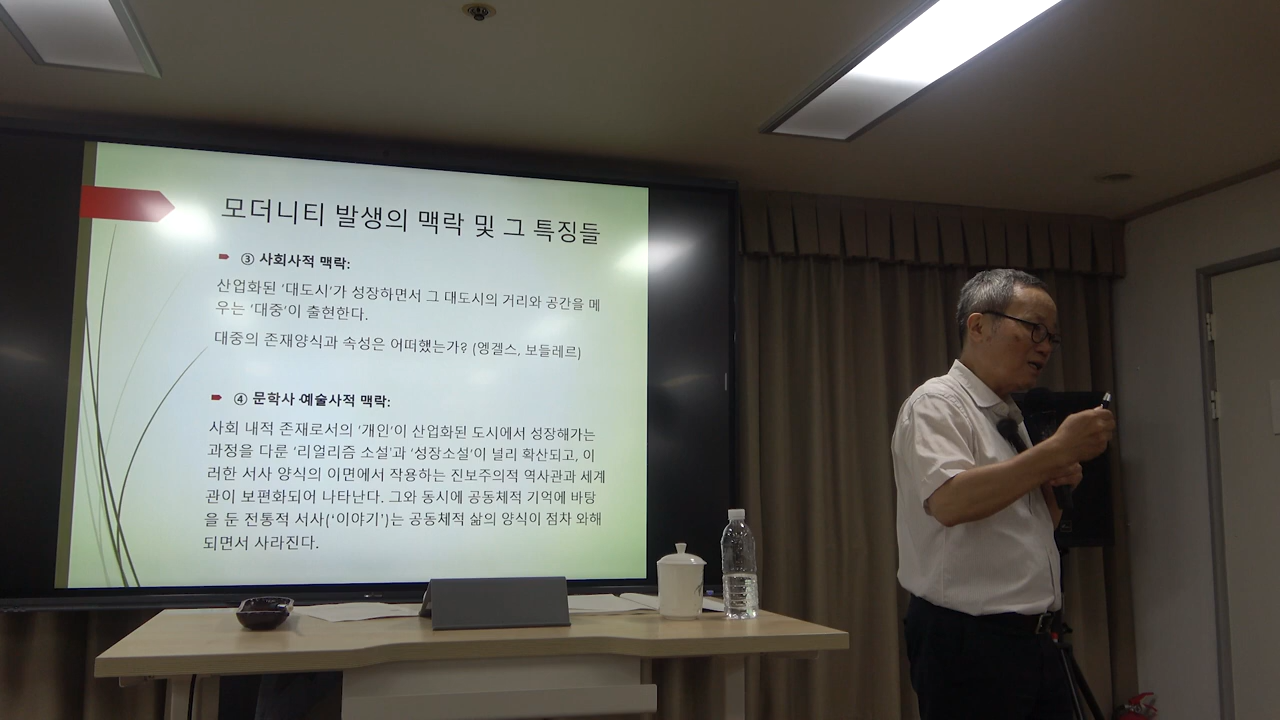 모더니티 발생의 맥락 및 그 특징들
③ 사회사적 맥락:
산업화된 '대도시'가 성장하면서 그 대도시의 거리와 공간을 메
우는 '대중'이 출현한다.
대중의 존재양식과 속성은 어떠했는가? (엥겔스, 보들레르)
④ 문학사·예술사적 맥락:
사회 내적 존재로서의 '개인'이 산업화된 도시에서 성장해가는
과정을 다룬 '리얼리즘 소설'과 '성장소설'이 널리 확산되고, 이
러한 서사 양식의 이면에서 작용하는 진보주의적 역사관과 세계
관이 보편화되어 나타난다. 그와 동시에 공동체적 기억에 바탕
을 둔 전통적 서사('이야기')는 공동체적 삶의 양식이 점차 와해
되면서 사라진다.